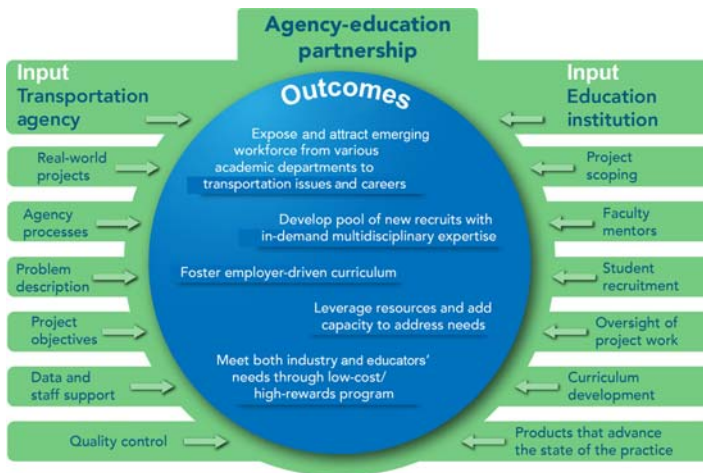 Agency-education
partnership
Input
Transportation
agency
Real-world
projects
Agency
processes
Problem
description
Project
objectives
Data and
staff support
Quality control
Outcomes
Expose and attract emerging
workforce from various
academic departments to
transportation issues and careers
Develop pool of new recruits with
in-demand multidisciplinary expertise
Foster employer-driven curriculum
Leverage resources and add
capacity to address needs
Meet both industry and educators'
needs through low-cost/
high-rewards program
Input
Education
institution
Project
scoping
Faculty
mentors
Student
recruitment
Oversight of
project work
Curriculum
development
Products that advance
the state of the practice